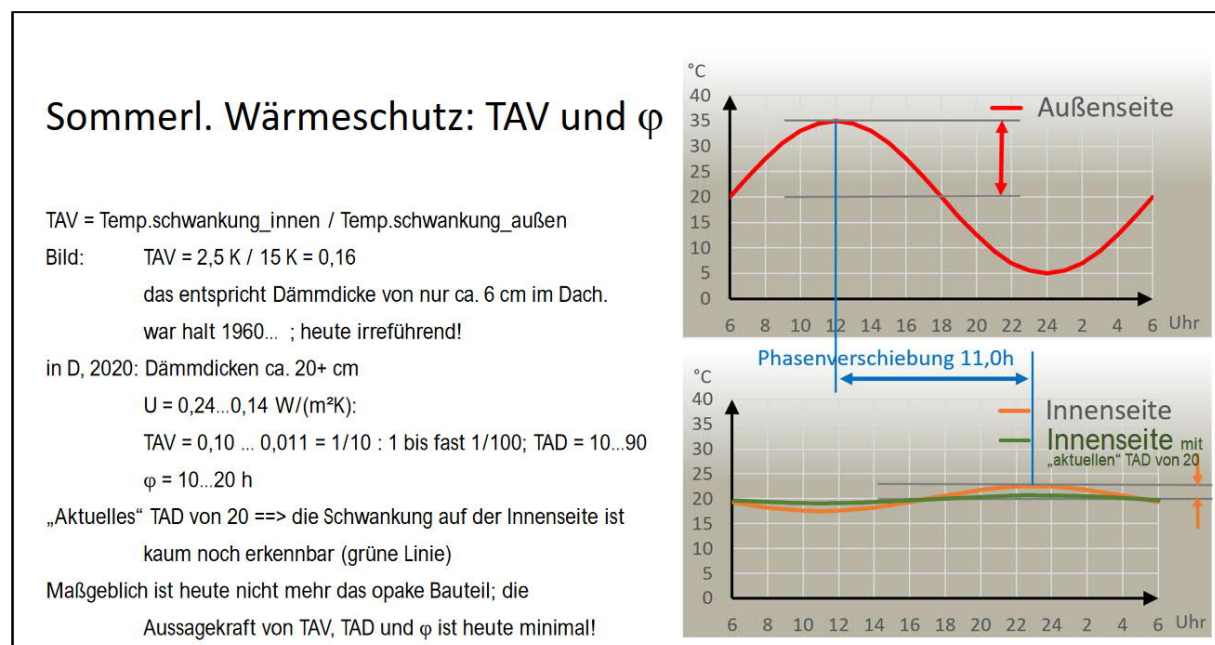 Sommerl. Wärmeschutz: TAV und φ
TAV = Temp.schwankung_innen / Temp.schwankung_außen
Bild: TAV = 2,5 K / 15 K = 0,16
das entspricht Dämmdicke von nur ca. 6 cm im Dach.
war halt 1960... ; heute irreführend!
in D, 2020: Dämmdicken ca. 20+ cm
U = 0,24...0,14 W/(m²K):
TAV = 0,10 ... 0,011 = 1/10 : 1 bis fast 1/100; TAD = 10...90
φ = 10...20 h
„Aktuelles“ TAD von 20 ==> die Schwankung auf der Innenseite ist
kaum noch erkennbar (grüne Linie)
Maßgeblich ist heute nicht mehr das opake Bauteil; die
Aussagekraft von TAV, TAD und φ ist heute minimal!
°C
40
35
30
25
20
15
10
5
0
Außenseite
6 8 10 12 14 16 18 20 22 24 2 4 6 Uhr
Phasenverschiebung 11,0h
°C
40
35
30
25
20
15
10
5
0
Innenseite
Innenseite mit
„aktuellen“ TAD von 20
6 8 10 12 14 16 18 20 22 24 2 4 6 Uhr